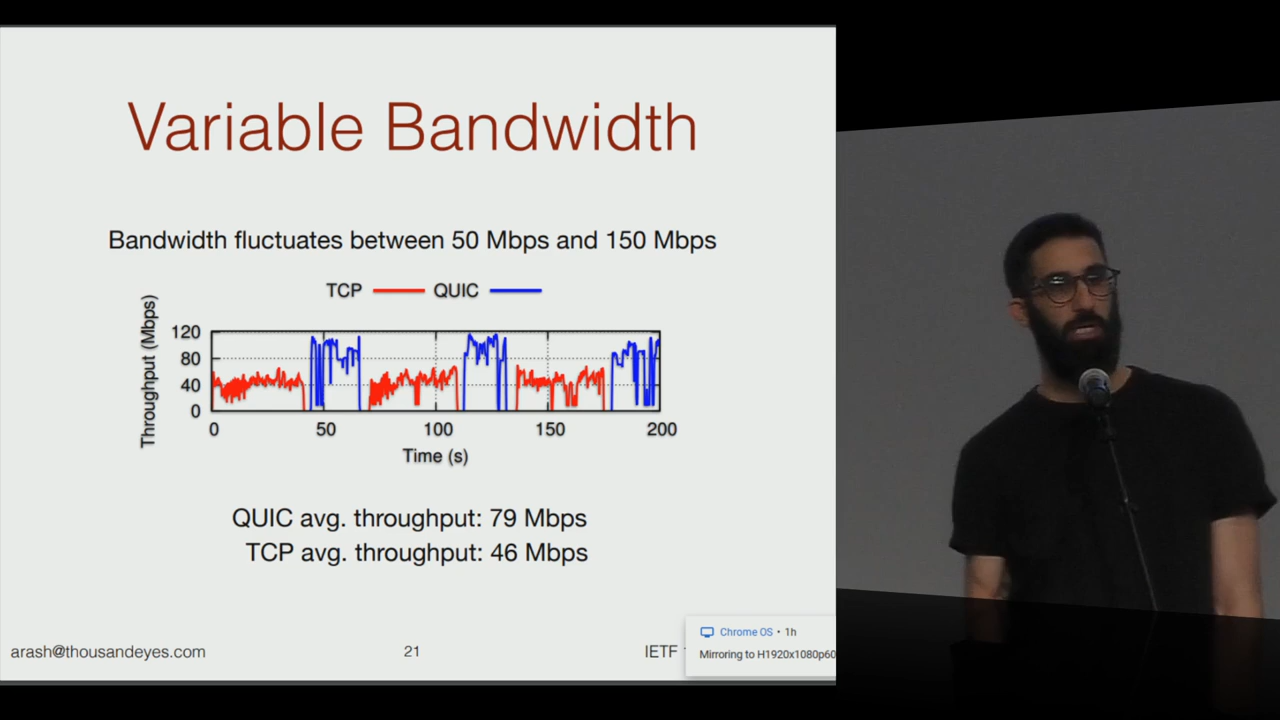 Variable Bandwidth
Bandwidth fluctuates between 50 Mbps and 150 Mbps
TCP QUIC
Throughput (Mbps)
120
80
40
0
0 50 100 150 200
Time (s)
QUIC avg. throughput: 79 Mbps
TCP avg. throughput: 46 Mbps
arash@thousandeyes.com 21 IETF
Chrome OS • 1h
Mirroring to H1920x1080p60